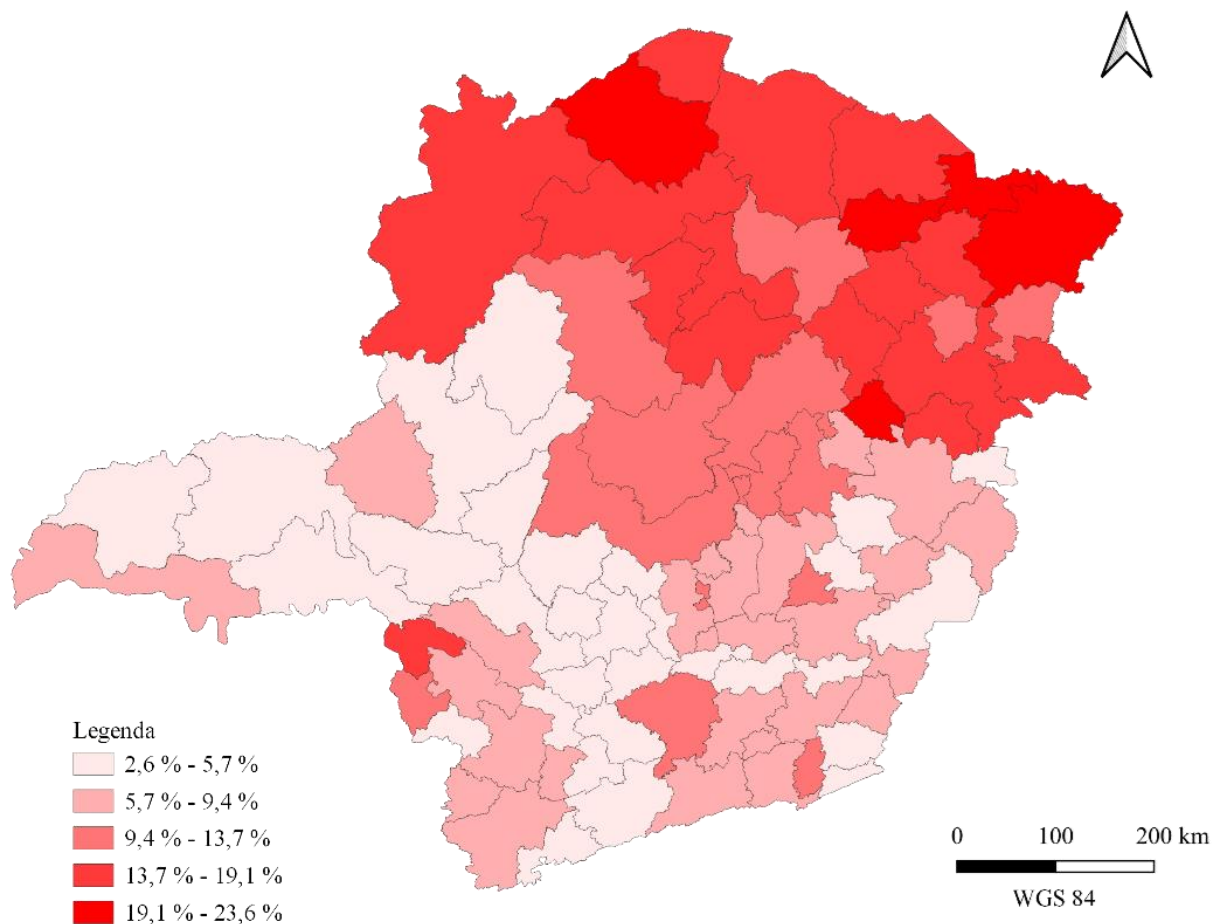 Legenda
2,6 % - 5,7 %
5,7 % - 9,4 %
9,4 % - 13,7 %
13,7 % - 19,1 %
19,1 % - 23,6 %
0 100 200 km
WGS 84